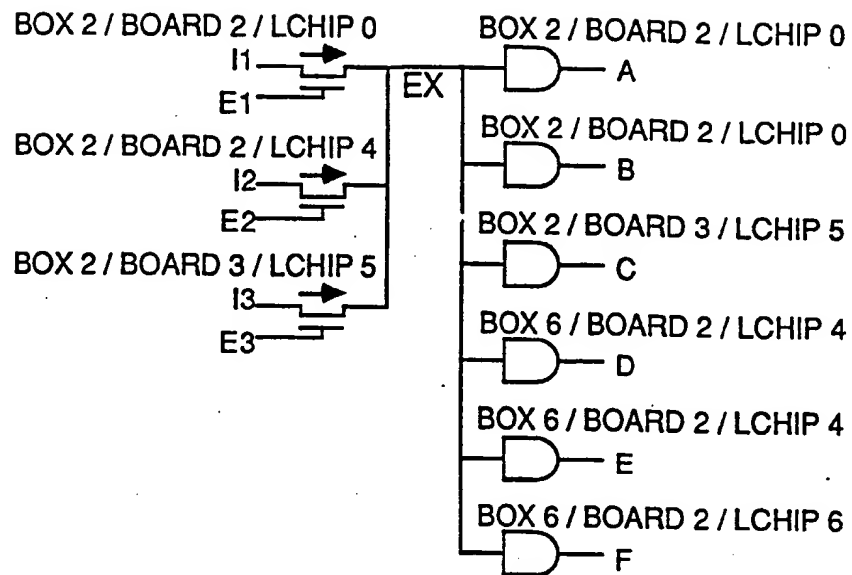 BOX 2 / BOARD 2 / LCHIP 0
I1
E1
BOX 2 / BOARD 2 / LCHIP 4
I2
E2
BOX 2 / BOARD 3 / LCHIP 5
I3
E3
EX
BOX 2 / BOARD 2 / LCHIP 0
A
BOX 2 / BOARD 2 / LCHIP 0
B
BOX 2 / BOARD 3 / LCHIP 5
C
BOX 6 / BOARD 2 / LCHIP 4
D
BOX 6 / BOARD 2 / LCHIP 4
E
BOX 6 / BOARD 2 / LCHIP 6
F